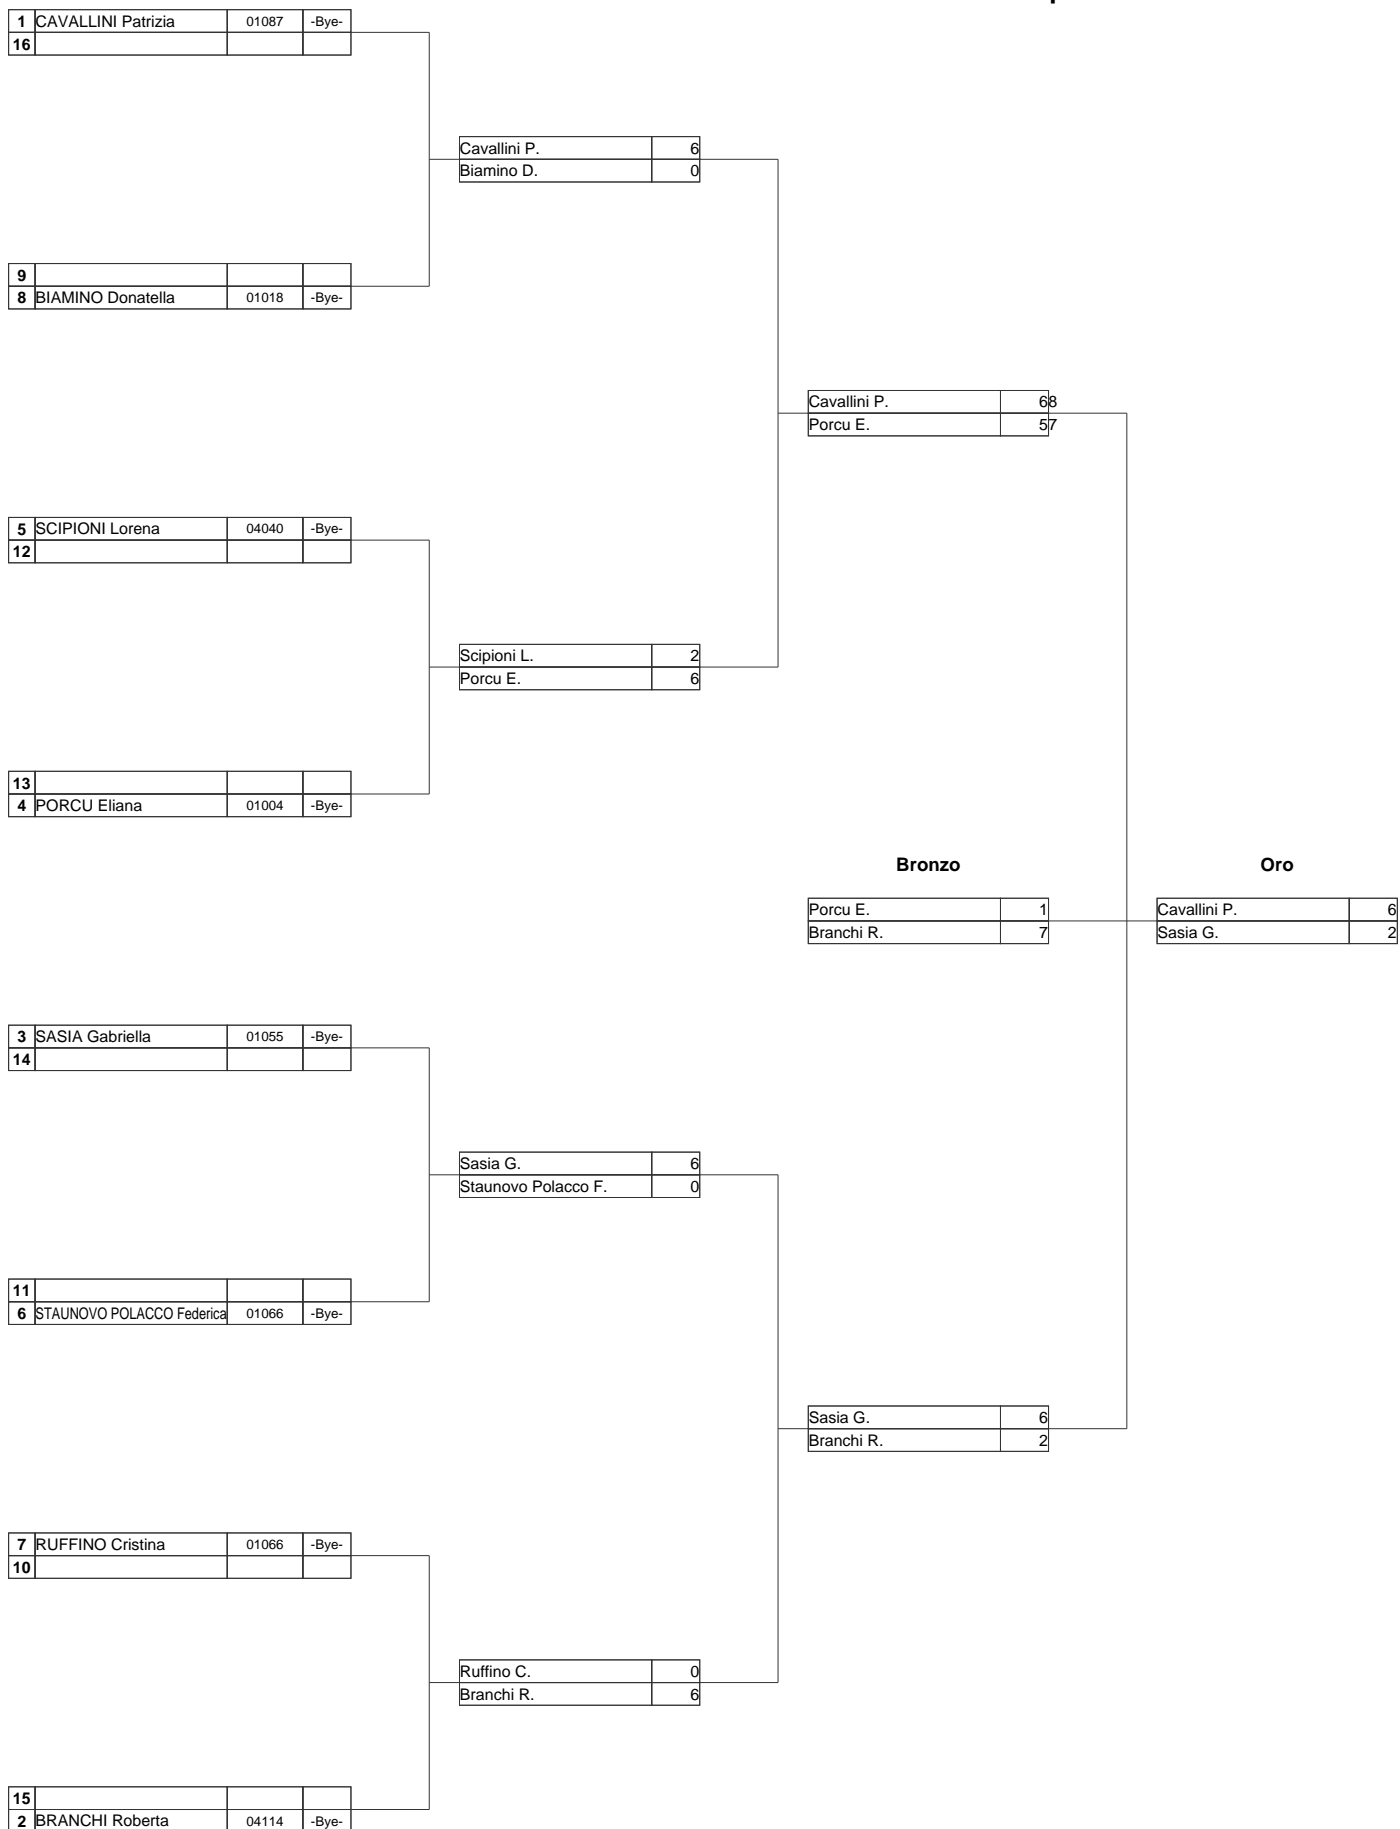 1 CAVALLINI Patrizia 01087 -Bye-
16
Cavallini P. 6
Biamino D. 0
9
8 BIAMINO Donatella 01018 -Bye-
Cavallini P. 68
Porcu E. 57
5 SCIPIONI Lorena 04040 -Bye-
12
Scipioni L. 2
Porcu E. 6
13
4 PORCU Eliana 01004 -Bye-
Bronzo Oro
Porcu E. 1 Cavallini P. 6
Branchi R. 7 Sasia G. 2
3 SASIA Gabriella 01055 -Bye-
14
Sasia G. 6
Staunovo Polacco F. 0
11
6 STAUNOVO POLACCO Federica 01066 -Bye-
Sasia G. 6
Branchi R. 2
7 RUFFINO Cristina 01066 -Bye-
10
Ruffino C. 0
Branchi R. 6
15
2 BRANCHI Roberta 04114 -Bye-